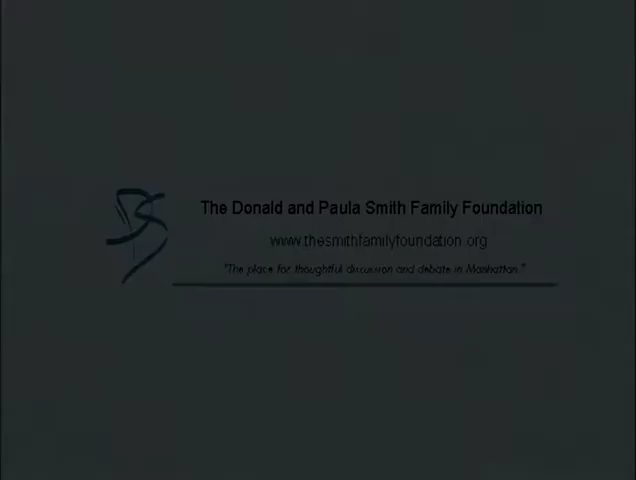 The Donald and Paula Smith Family Foundation
www.thesmithfamilyfoundation.org
"The place for thoughtful discussion and debate in Manhattan."